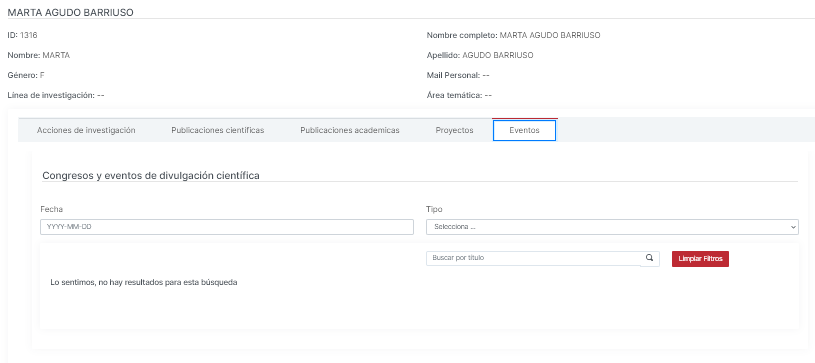 MARTA AGUDO BARRIUSO
ID: 1316
Nombre completo: MARTA AGUDO BARRIUSO
Nombre: MARTA
Apellido: AGUDO BARRIUSO
Género: F
Mail Personal: --
Línea de investigación: --
Área temática: --
Acciones de investigación
Publicaciones científicas
Publicaciones academicas
Proyectos
Eventos
Congresos y eventos de divulgación científica
Fecha
Tipo
YYYY-MM-DD
Selecciona ...
Buscar por titulo
Limpiar Filtros
Lo sentimos, no hay resultados para esta búsqueda